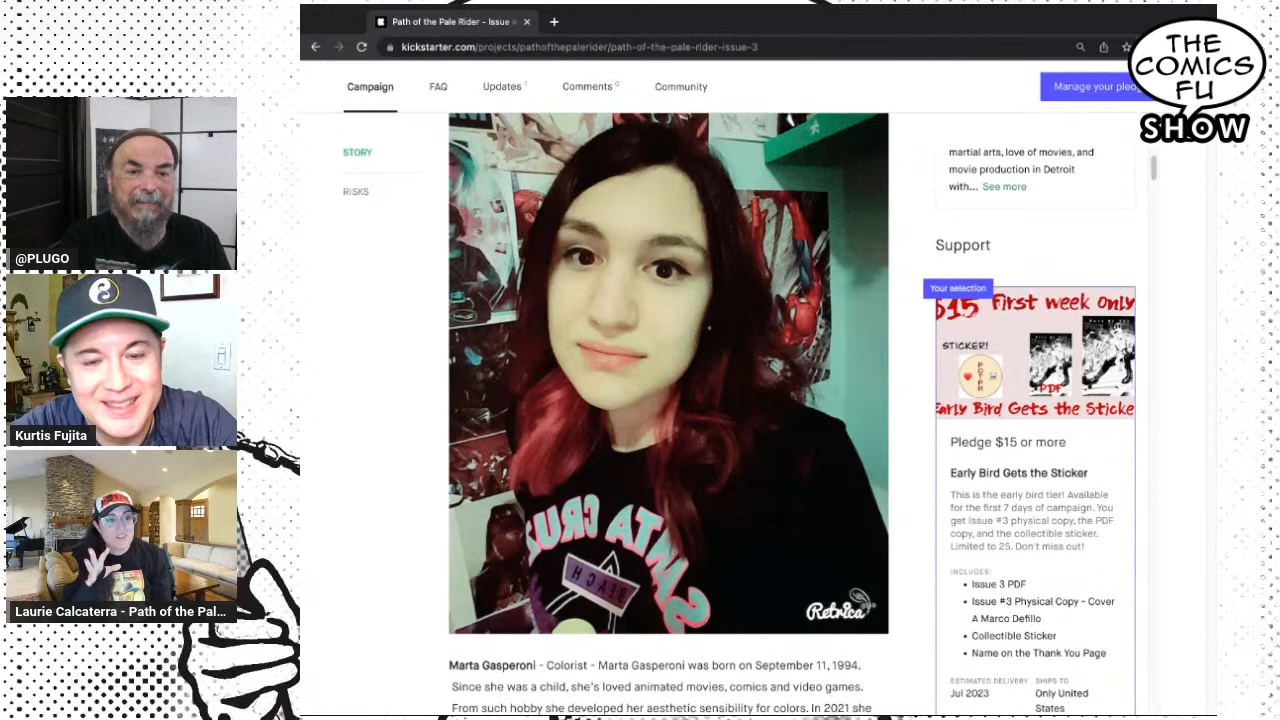 Path of the Pale Rider – Issue
kickstarter.com/projects/pathofthepalerider/path-of-the-pale-rider-issue-3
THE
COMICS
FU
SHOW
Campaign
FAQ
Updates 1
Comments 0
Community
Manage your pledg
STORY
RISKS
martial arts, love of movies, and
movie production in Detroit
with... See more
Support
Your selection
$15 First week only
STICKER!
PDF
Early Bird Gets the Sticke
Pledge $15 or more
Early Bird Gets the Sticker
This is the early bird tier! Available
for the first 7 days of campaign. You
get issue #3 physical copy, the PDF
copy, and the collectible sticker.
Limited to 25. Don't miss out!
INCLUDES:
• Issue 3 PDF
• Issue #3 Physical Copy – Cover
A Marco Defillo
• Collectible Sticker
• Name on the Thank You Page
ESTIMATED DELIVERY
Jul 2023
SHIPS TO
Only United
States
SANTA CRUZ
BEACH
Retrica
Marta Gasperoni - Colorist - Marta Gasperoni was born on September 11, 1994.
Since she was a child, she's loved animated movies, comics and video games.
From such hobby she developed her aesthetic sensibility for colors. In 2021 she
@PLUGO
Kurtis Fujita
Laurie Calcaterra - Path of the Pal...